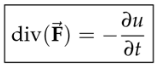 div(F⃗) = −∂u/∂t